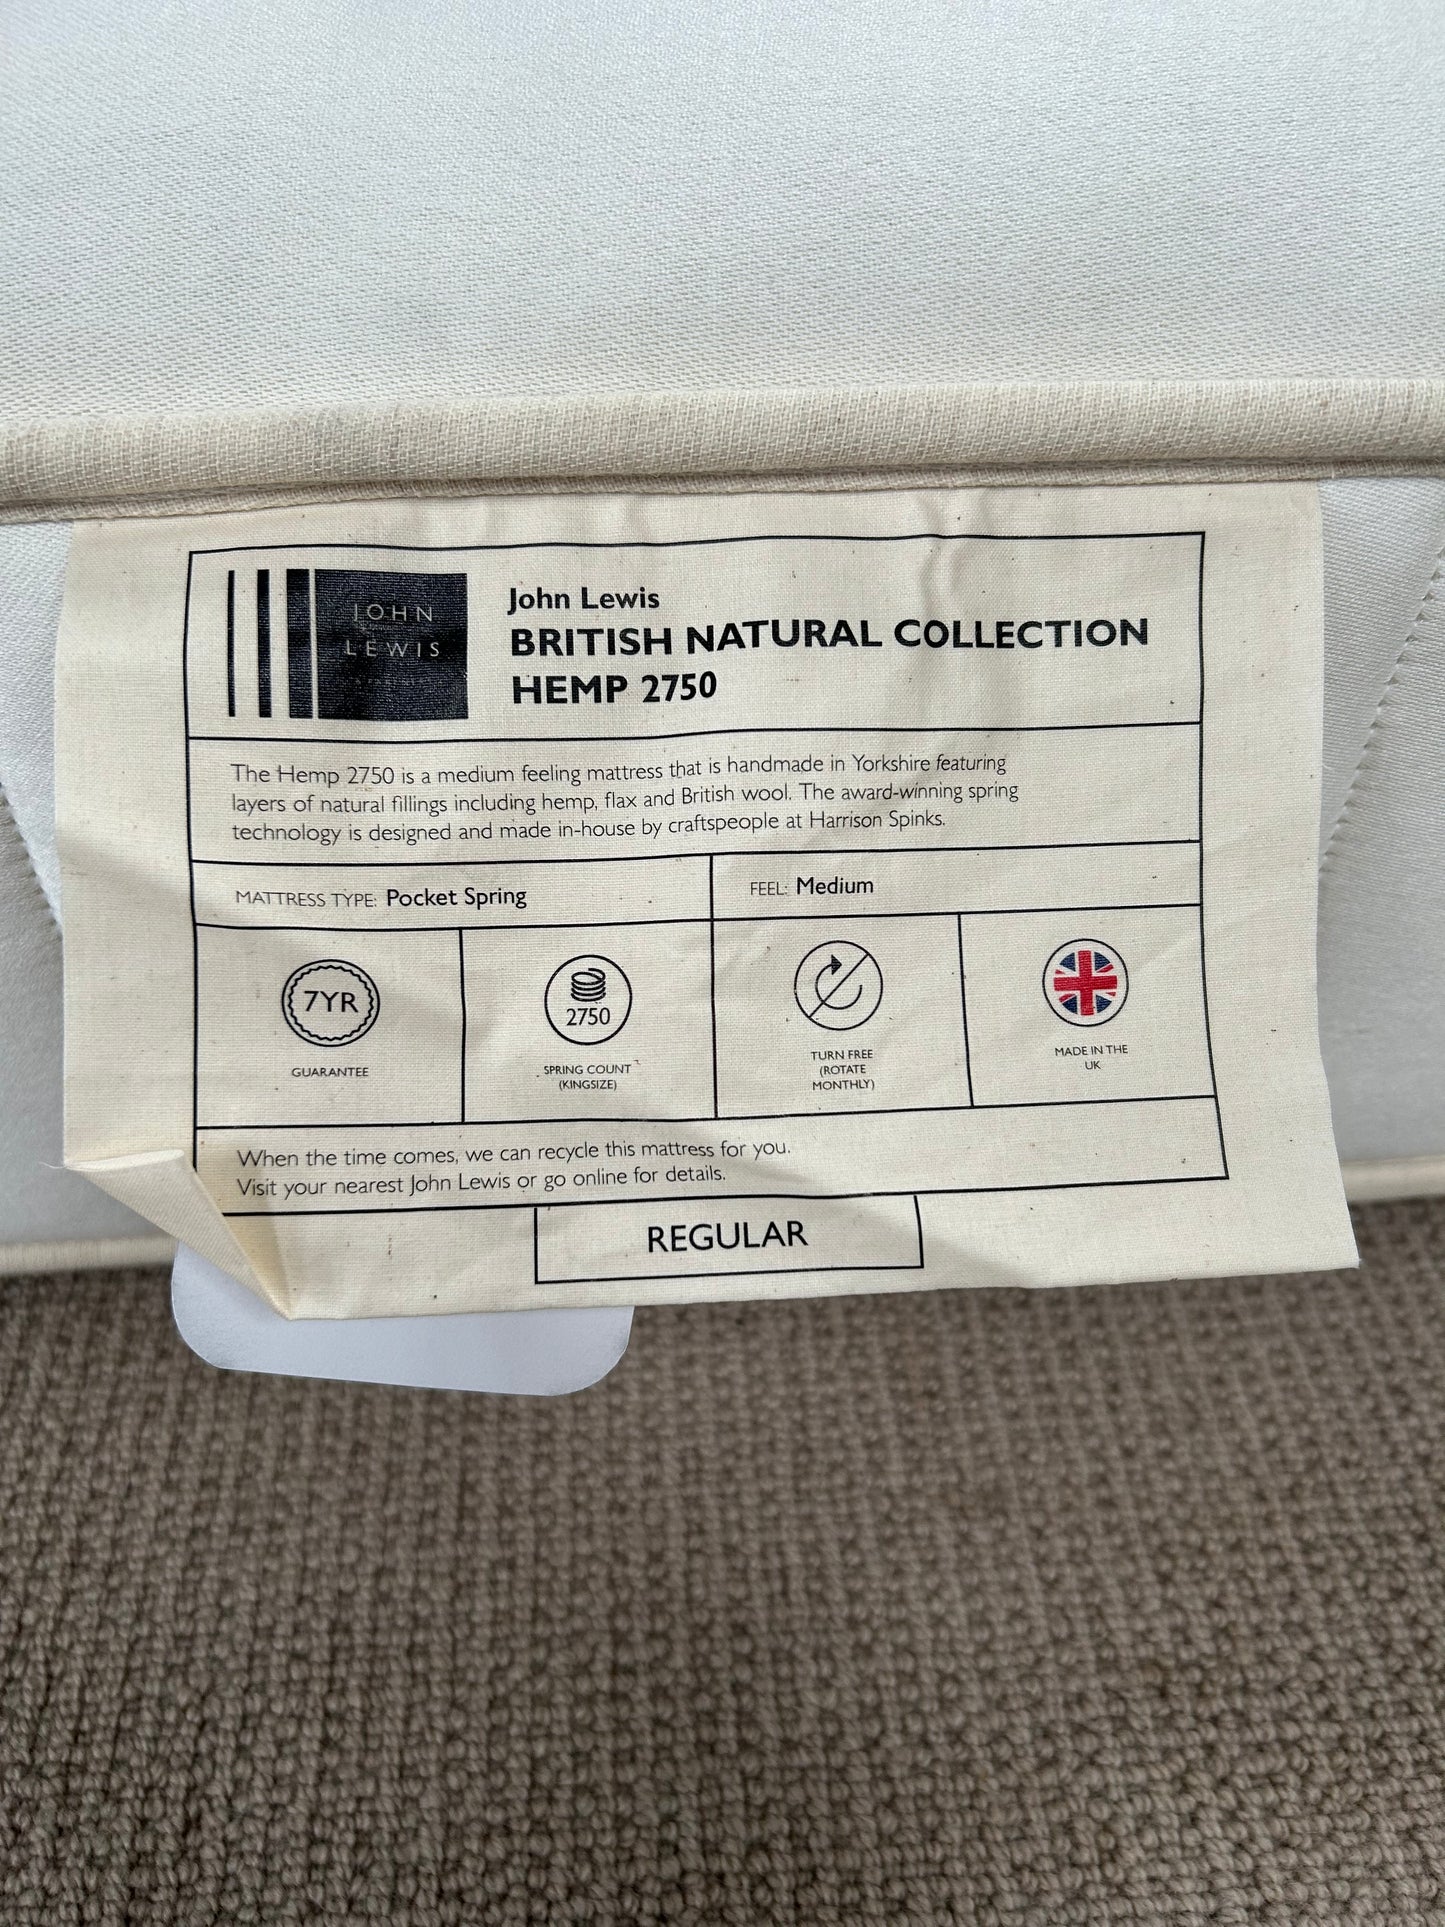 JOHN
LEWIS
John Lewis
BRITISH NATURAL COLLECTION
HEMP 2750
The Hemp 2750 is a medium feeling mattress that is handmade in Yorkshire featuring
layers of natural fillings including hemp, flax and British wool. The award-winning spring
technology is designed and made in-house by craftspeople at Harrison Spinks.
MATTRESS TYPE: Pocket Spring
FEEL: Medium
7YR
GUARANTEE
2750
SPRING COUNT
(KINGSIZE)
TURN FREE
(ROTATE
MONTHLY)
MADE IN THE
UK
When the time comes, we can recycle this mattress for you.
Visit your nearest John Lewis or go online for details.
REGULAR